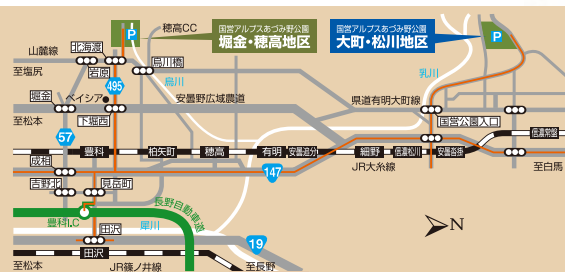 国営アルプスあづみ野公園
堀金・穂高地区
国営アルプスあづみ野公園
大町・松川地区
P
P
穂高CC
山麓線
北海渡
烏川橋
至塩尻
岩原
495
烏川
乳川
堀金
ベイシア
安曇野広域農道
県道有明大町線
国営公園入口
至松本
下堀西
57
信濃常盤
成相
豊科
柏矢町
穂高
有明
安曇追分
細野
信濃松川
安曇沓掛
JR大糸線
至白馬
147
吉野北
見岳町
至松本
長野自動車道
豊科I.C
犀川
N
田沢
19
田沢
至松本
JR篠ノ井線
至長野